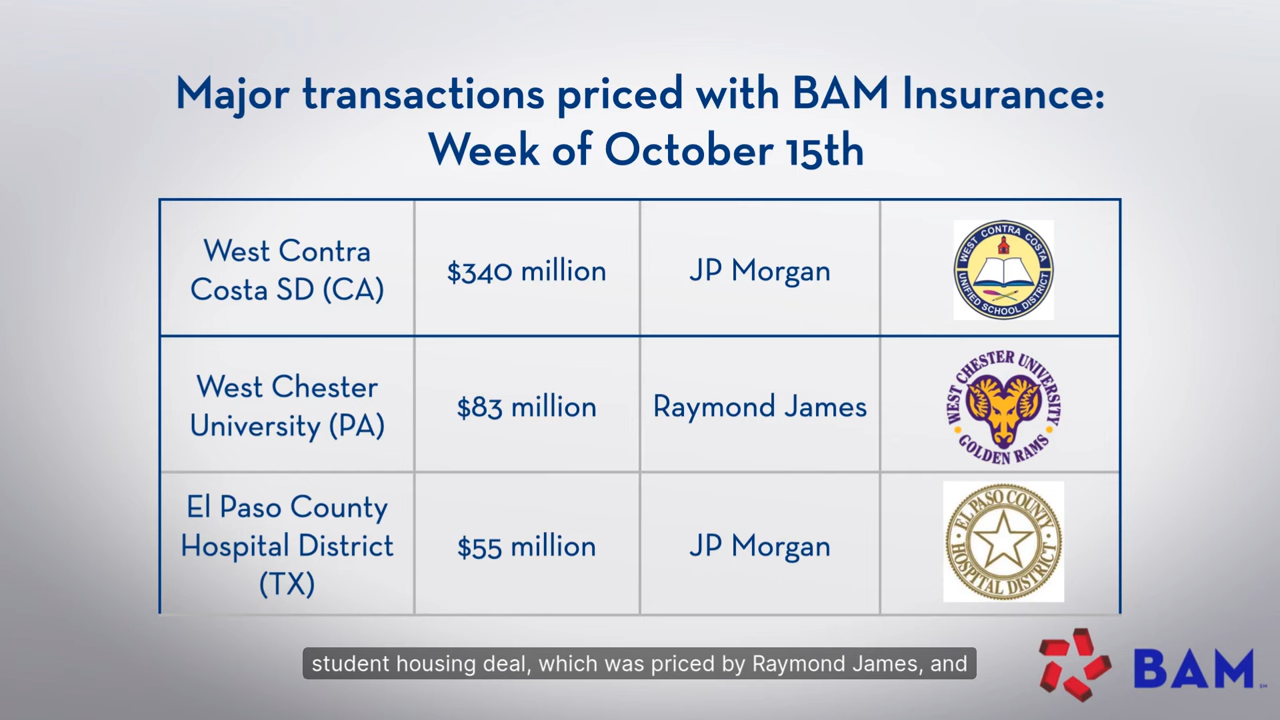 Major transactions priced with BAM Insurance:
Week of October 15th
West Contra
Costa SD (CA)
$340 million
JP Morgan
WEST CONTRA COSTA
UNIFIED SCHOOL DISTRICT
West Chester
University (PA)
$83 million
Raymond James
WEST CHESTER UNIVERSITY
GOLDEN RAMS
El Paso County
Hospital District
(TX)
$55 million
JP Morgan
EL PASO COUNTY
HOSPITAL DISTRICT
student housing deal, which was priced by Raymond James, and
BAM